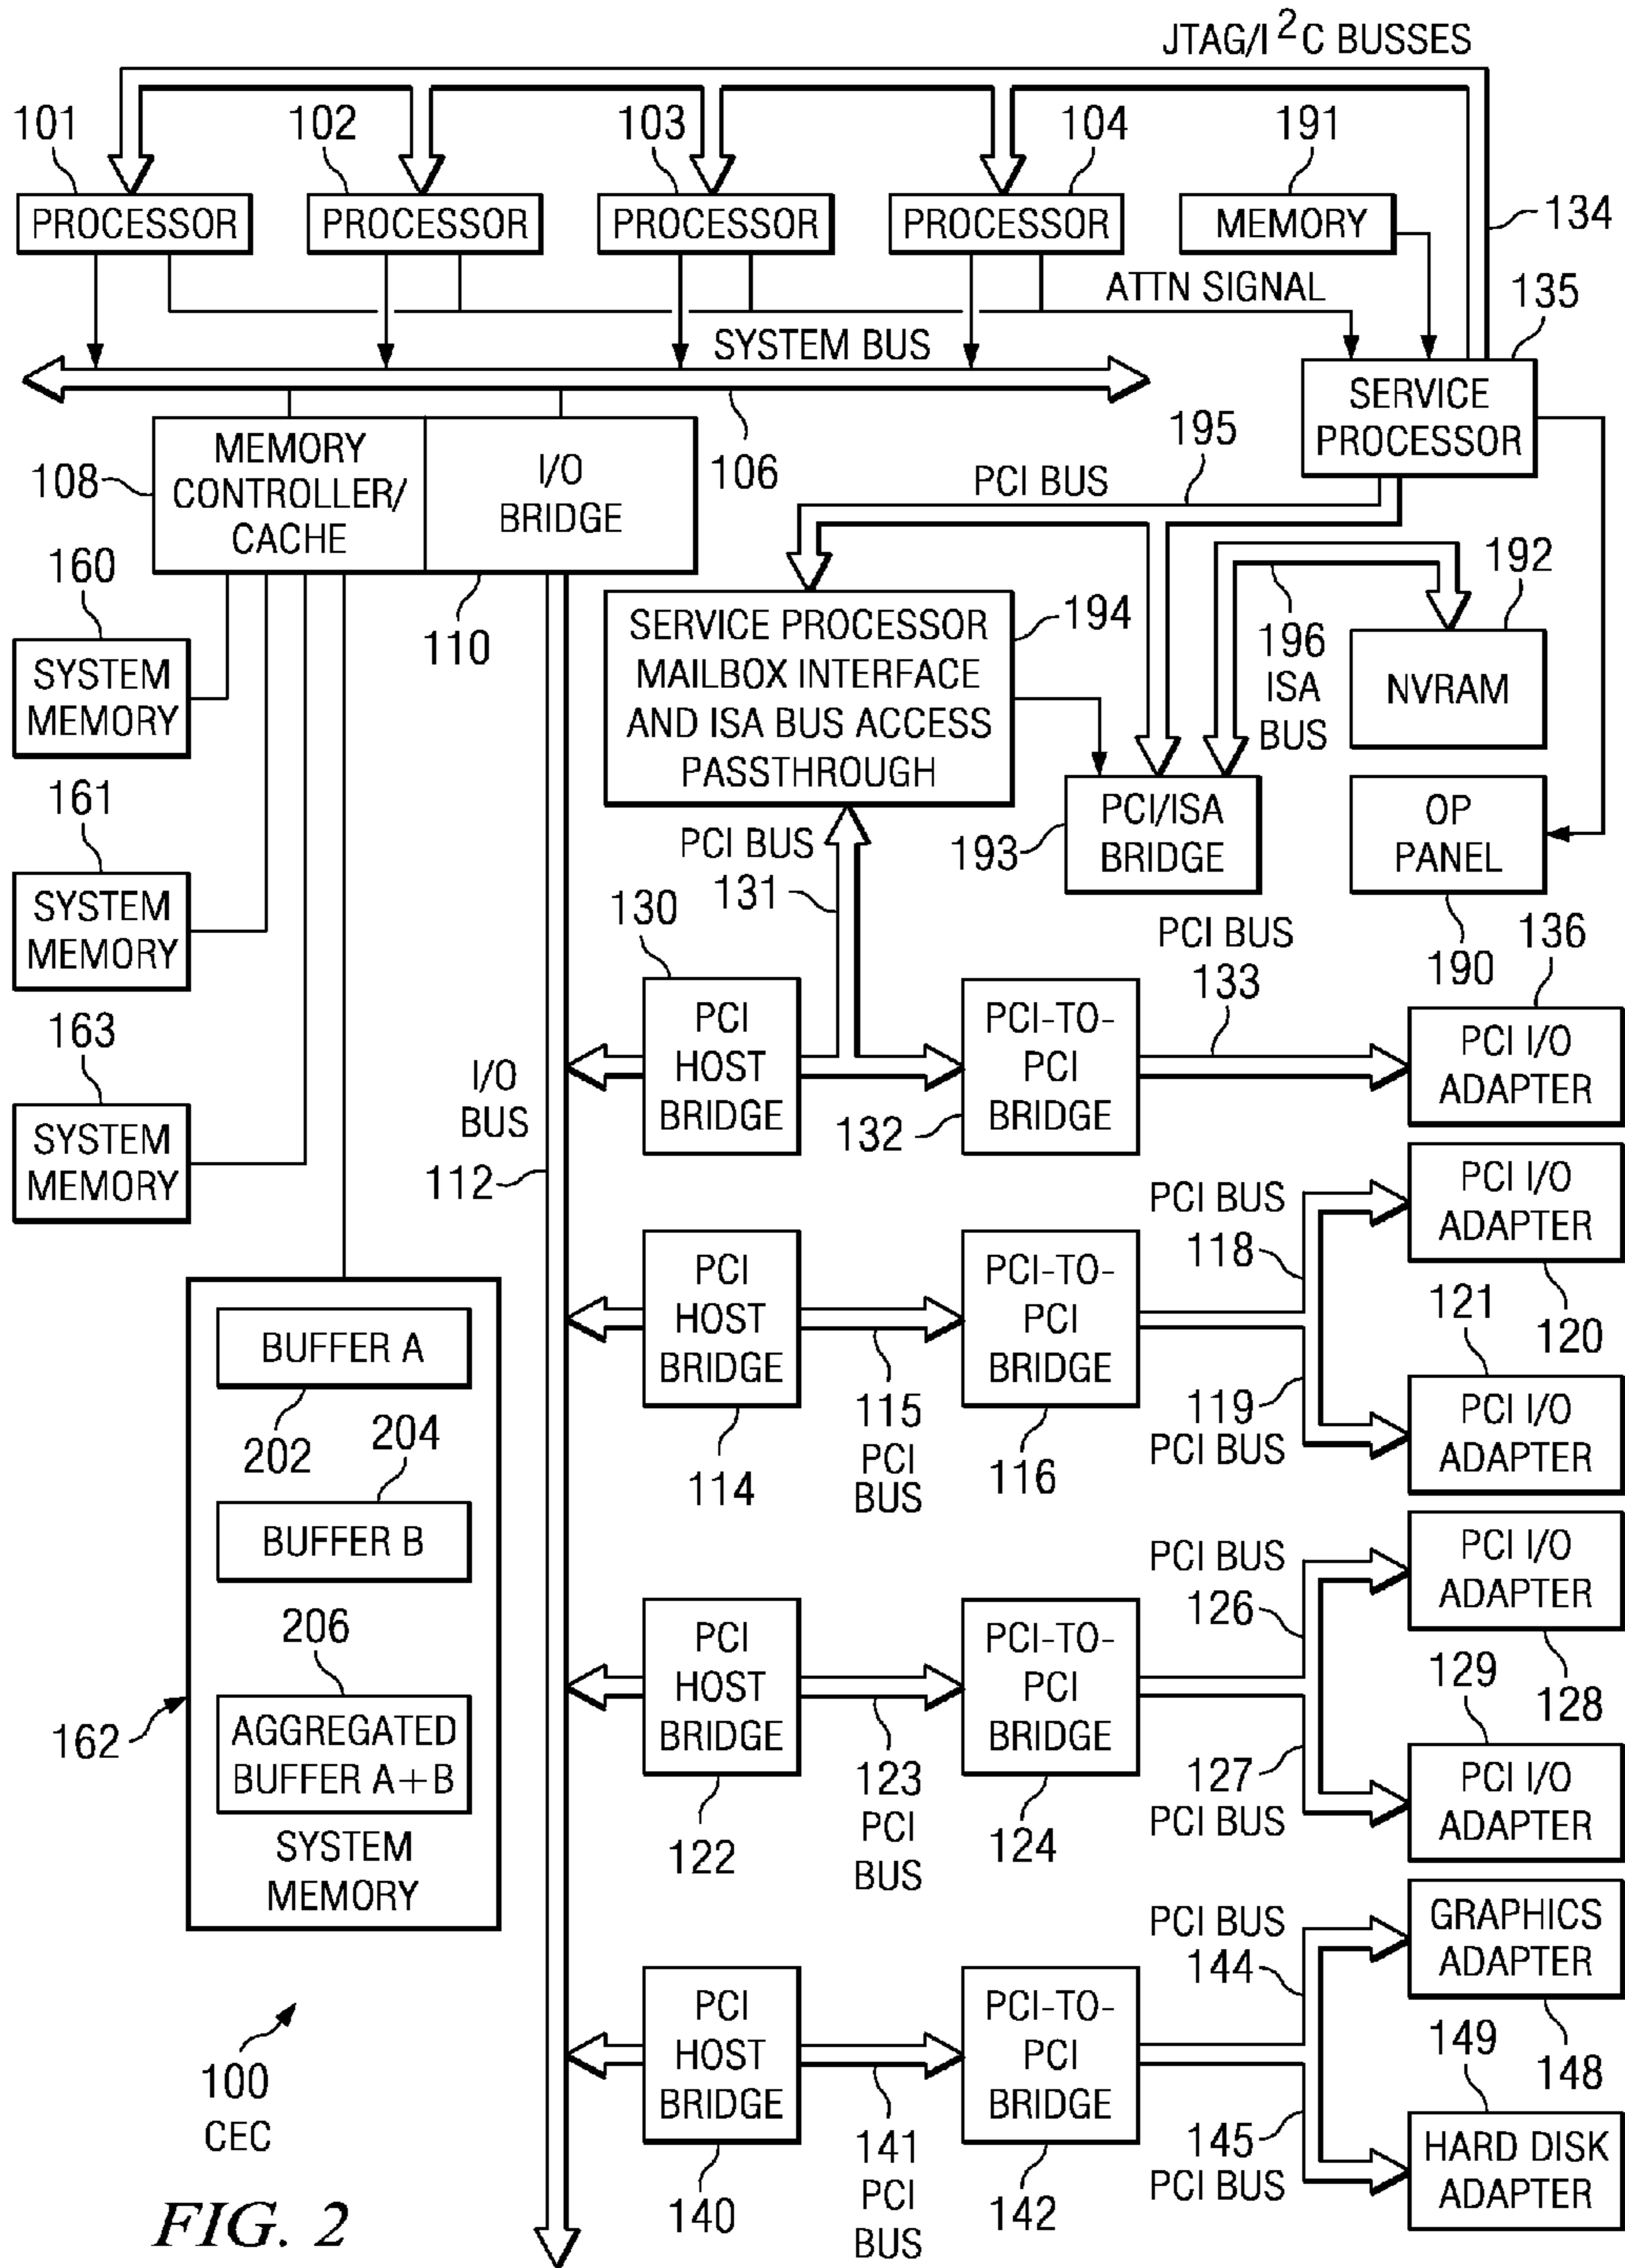 JTAG/I²C BUSSES
101
102
103
104
191
PROCESSOR
PROCESSOR
PROCESSOR
PROCESSOR
MEMORY
134
ATTN SIGNAL
135
SYSTEM BUS
SERVICE
PROCESSOR
108
MEMORY
CONTROLLER/
CACHE
I/O
BRIDGE
106
195
PCI BUS
160
110
192
SYSTEM
MEMORY
SERVICE PROCESSOR
MAILBOX INTERFACE
AND ISA BUS ACCESS
PASSTHROUGH
194
196
ISA
BUS
NVRAM
161
PCI BUS
131
193
PCI/ISA
BRIDGE
OP
PANEL
SYSTEM
MEMORY
130
PCI BUS
133
190
136
163
PCI
HOST
BRIDGE
132
PCI-TO-
PCI
BRIDGE
PCI I/O
ADAPTER
SYSTEM
MEMORY
I/O
BUS
112
PCI BUS
118
PCI I/O
ADAPTER
120
PCI
HOST
BRIDGE
114
115
PCI
BUS
PCI-TO-
PCI
BRIDGE
116
119
PCI BUS
121
PCI I/O
ADAPTER
BUFFER A
202
204
BUFFER B
206
AGGREGATED
BUFFER A+B
SYSTEM
MEMORY
162
PCI BUS
126
PCI I/O
ADAPTER
128
PCI
HOST
BRIDGE
122
123
PCI
BUS
PCI-TO-
PCI
BRIDGE
124
127
PCI BUS
129
PCI I/O
ADAPTER
PCI BUS
144
GRAPHICS
ADAPTER
148
PCI
HOST
BRIDGE
140
141
PCI
BUS
PCI-TO-
PCI
BRIDGE
142
145
PCI BUS
149
HARD DISK
ADAPTER
100
CEC
FIG. 2